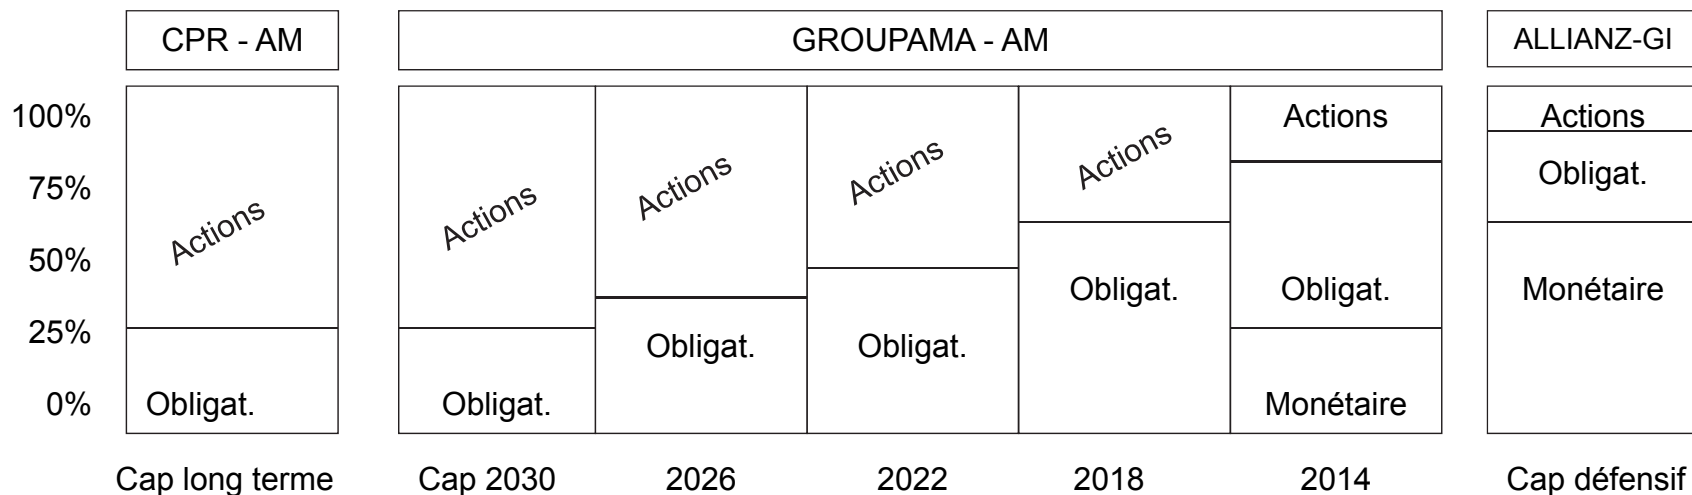 CPR - AM
GROUPAMA - AM
ALLIANZ-GI
100%
75%
50%
25%
0%
Actions
Obligat.
Actions
Obligat.
Actions
Obligat.
Actions
Obligat.
Actions
Obligat.
Actions
Obligat.
Monétaire
Actions
Obligat.
Monétaire
Cap long terme
Cap 2030
2026
2022
2018
2014
Cap défensif